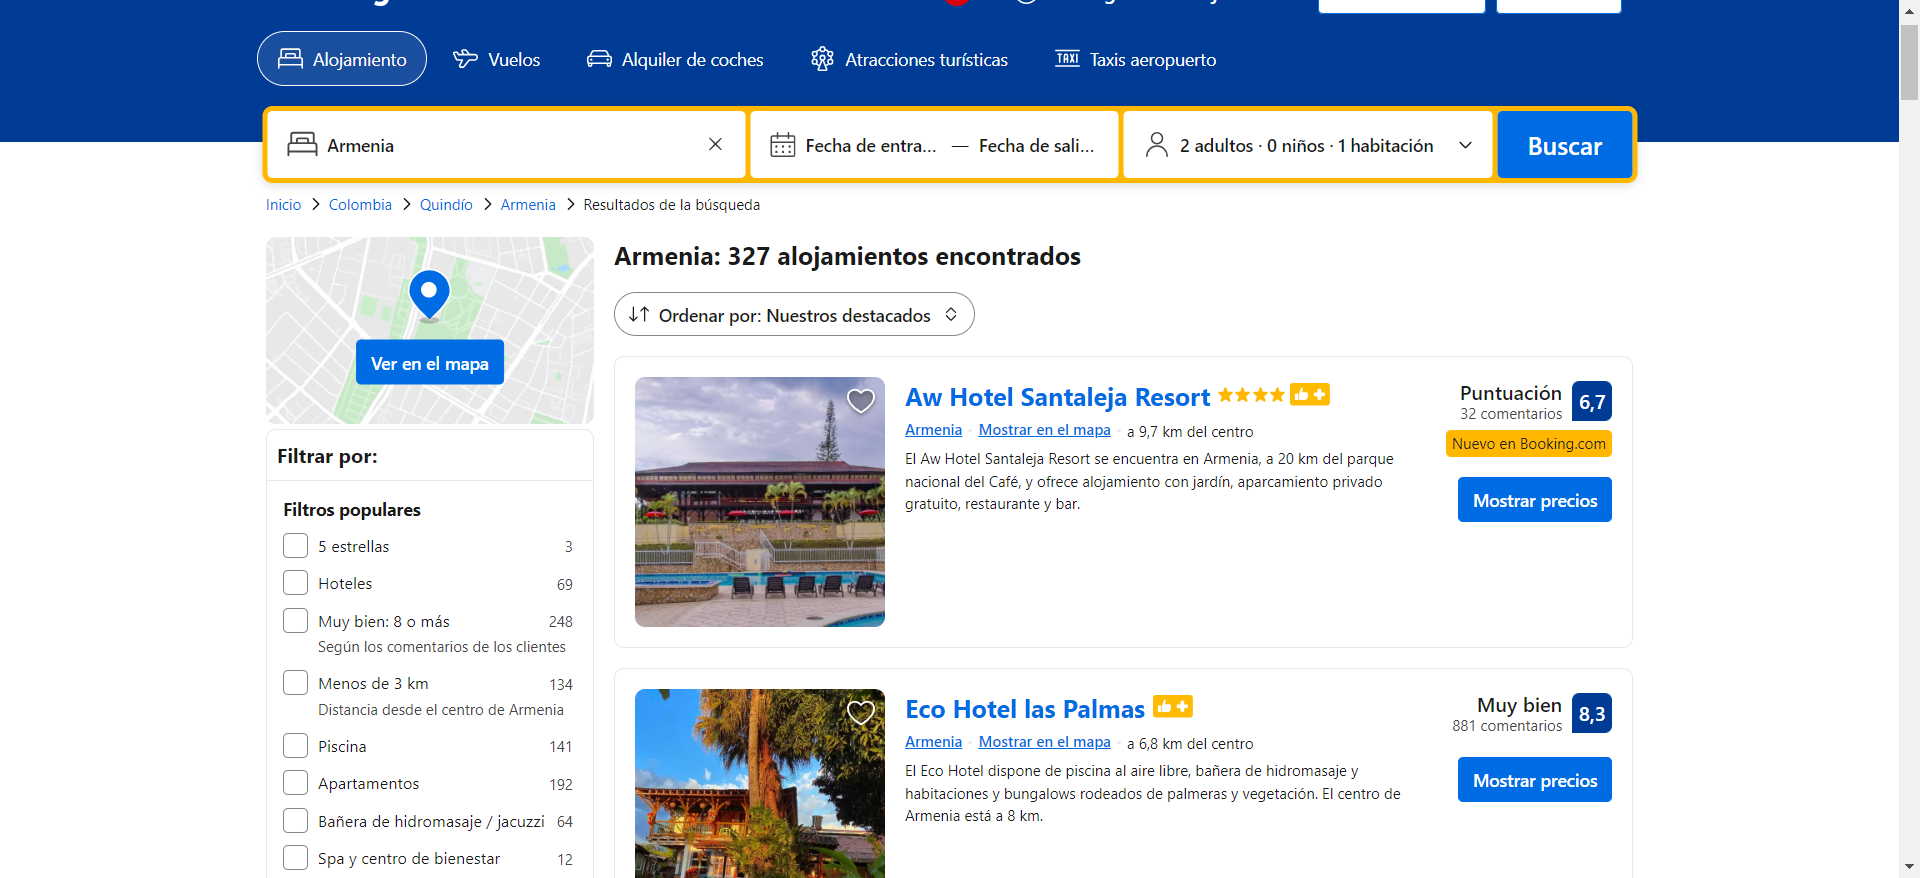 Alojamiento
Vuelos
Alquiler de coches
Atracciones turísticas
TAXI Taxis aeropuerto
Armenia
Fecha de entra... — Fecha de sali...
2 adultos · 0 niños · 1 habitación
Buscar
Inicio > Colombia > Quindío > Armenia > Resultados de la búsqueda
Ver en el mapa
Filtrar por:
Filtros populares
5 estrellas 3
Hoteles 69
Muy bien: 8 o más 248
Según los comentarios de los clientes
Menos de 3 km 134
Distancia desde el centro de Armenia
Piscina 141
Apartamentos 192
Bañera de hidromasaje / jacuzzi 64
Spa y centro de bienestar 12
Armenia: 327 alojamientos encontrados
Ordenar por: Nuestros destacados
Aw Hotel Santaleja Resort
Armenia · Mostrar en el mapa · a 9,7 km del centro
El Aw Hotel Santaleja Resort se encuentra en Armenia, a 20 km del parque
nacional del Café, y ofrece alojamiento con jardín, aparcamiento privado
gratuito, restaurante y bar.
Puntuación
32 comentarios
6,7
Nuevo en Booking.com
Mostrar precios
Eco Hotel las Palmas
Armenia · Mostrar en el mapa · a 6,8 km del centro
El Eco Hotel dispone de piscina al aire libre, bañera de hidromasaje y
habitaciones y bungalows rodeados de palmeras y vegetación. El centro de
Armenia está a 8 km.
Muy bien
881 comentarios
8,3
Mostrar precios